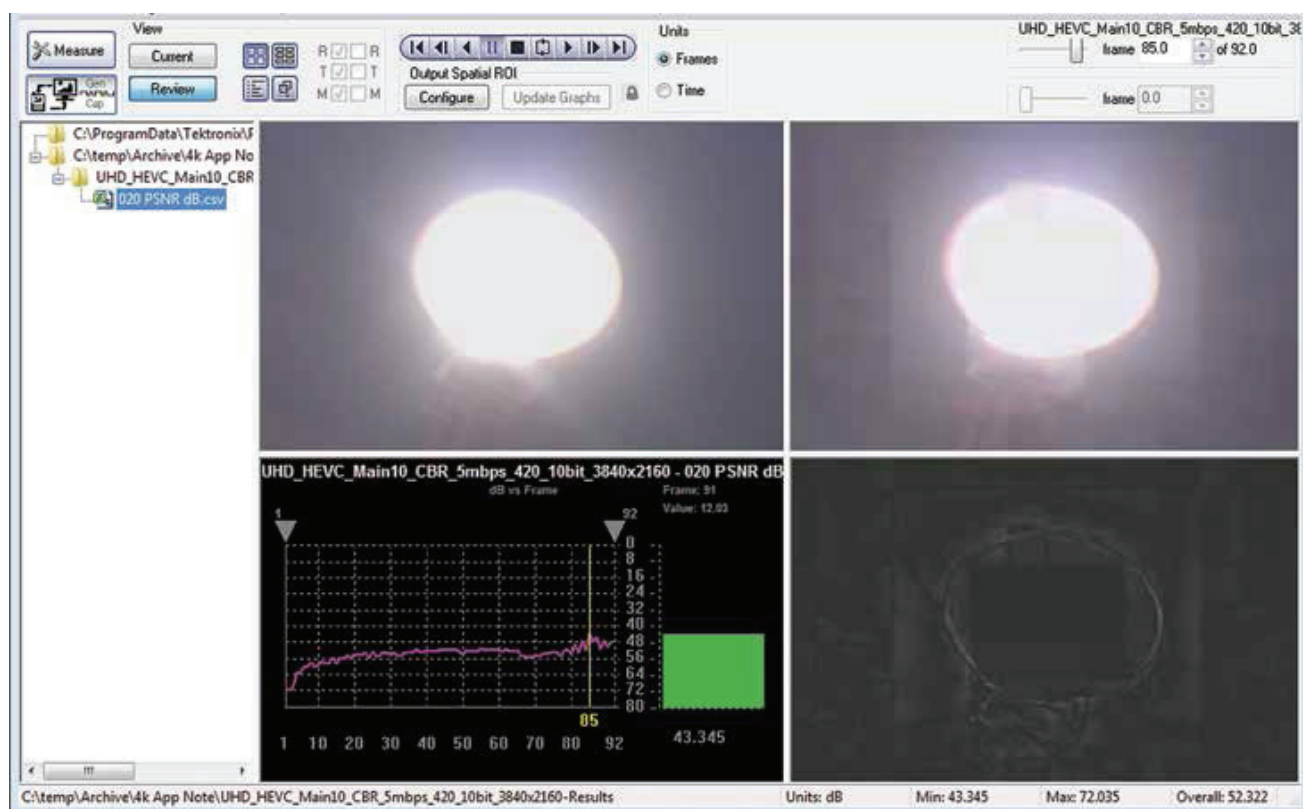 View
Measure
Current
Review
Gen
Cap
R R
T T
M M
Output Spatial ROI
Configure
Update Graphs
Units
Frames
Time
UHD_HEVC_Main10_CBR_5mbps_420_10bit_38
frame 85.0 of 92.0
frame 0.0
C:\ProgramData\Tektronix\F
C:\temp\Archive\4k App No
UHD_HEVC_Main10_CBR
020 PSNR dB.csv
UHD_HEVC_Main10_CBR_5mbps_420_10bit_3840x2160 - 020 PSNR dB
dB vs Frame
Frame: 91
Value: 12.03
1
92
0
8
16
24
32
40
48
56
64
72
80
85
1 10 20 30 40 50 60 70 80 92
43.345
C:\temp\Archive\4k App Note\UHD_HEVC_Main10_CBR_5mbps_420_10bit_3840x2160-Results
Units: dB
Min: 43.345
Max: 72.035
Overall: 52.322